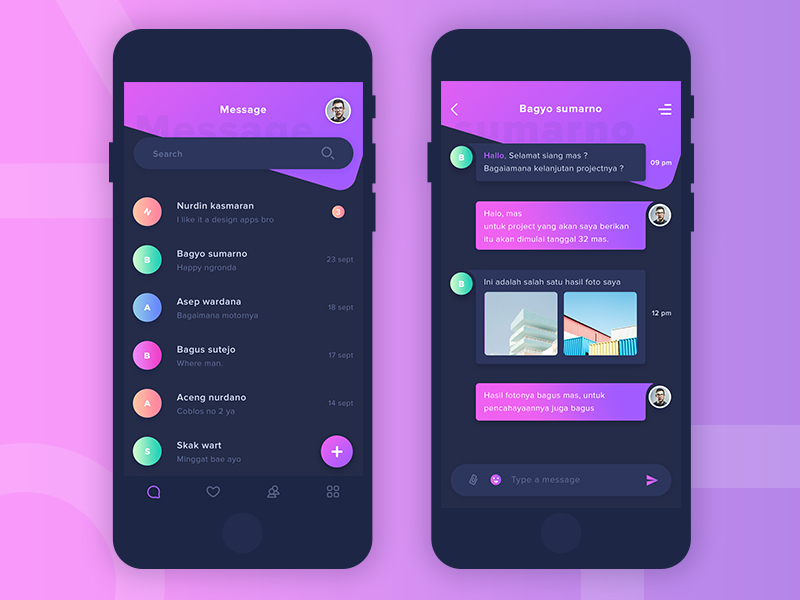 Message
Message
Search
N
Nurdin kasmaran
I like it a design apps bro
3
B
Bagyo sumarno
Happy ngronda
23 sept
A
Asep wardana
Bagaimana motornya
18 sept
B
Bagus sutejo
Where man.
17 sept
A
Aceng nurdano
Coblos no 2 ya
14 sept
S
Skak wart
Minggat bae ayo
+
Bagyo sumarno
sumarno
B
Hallo, Selamat siang mas ?
Bagaiamana kelanjutan projectnya ?
09 pm
Halo, mas
untuk project yang akan saya berikan
itu akan dimulai tanggal 32 mas.
B
Ini adalah salah satu hasil foto saya
12 pm
Hasil fotonya bagus mas, untuk
pencahayaannya juga bagus
Type a message